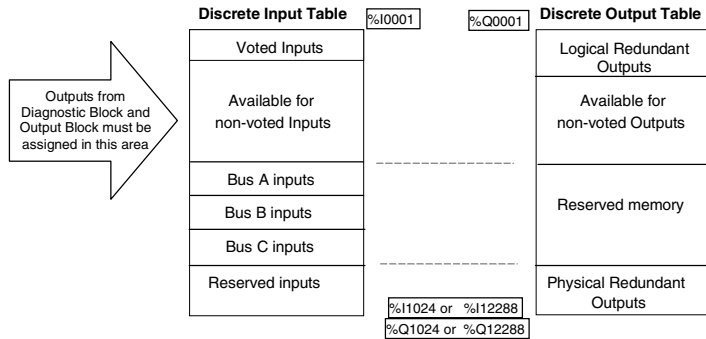 Discrete Input Table
%I0001
%Q0001
Discrete Output Table
Voted Inputs
Logical Redundant
Outputs
Outputs from
Diagnostic Block and
Output Block must be
assigned in this area
Available for
non-voted Inputs
Available for
non-voted Outputs
Bus A inputs
Bus B inputs
Bus C inputs
Reserved memory
Reserved inputs
Physical Redundant
Outputs
%I1024 or %I12288
%Q1024 or %Q12288